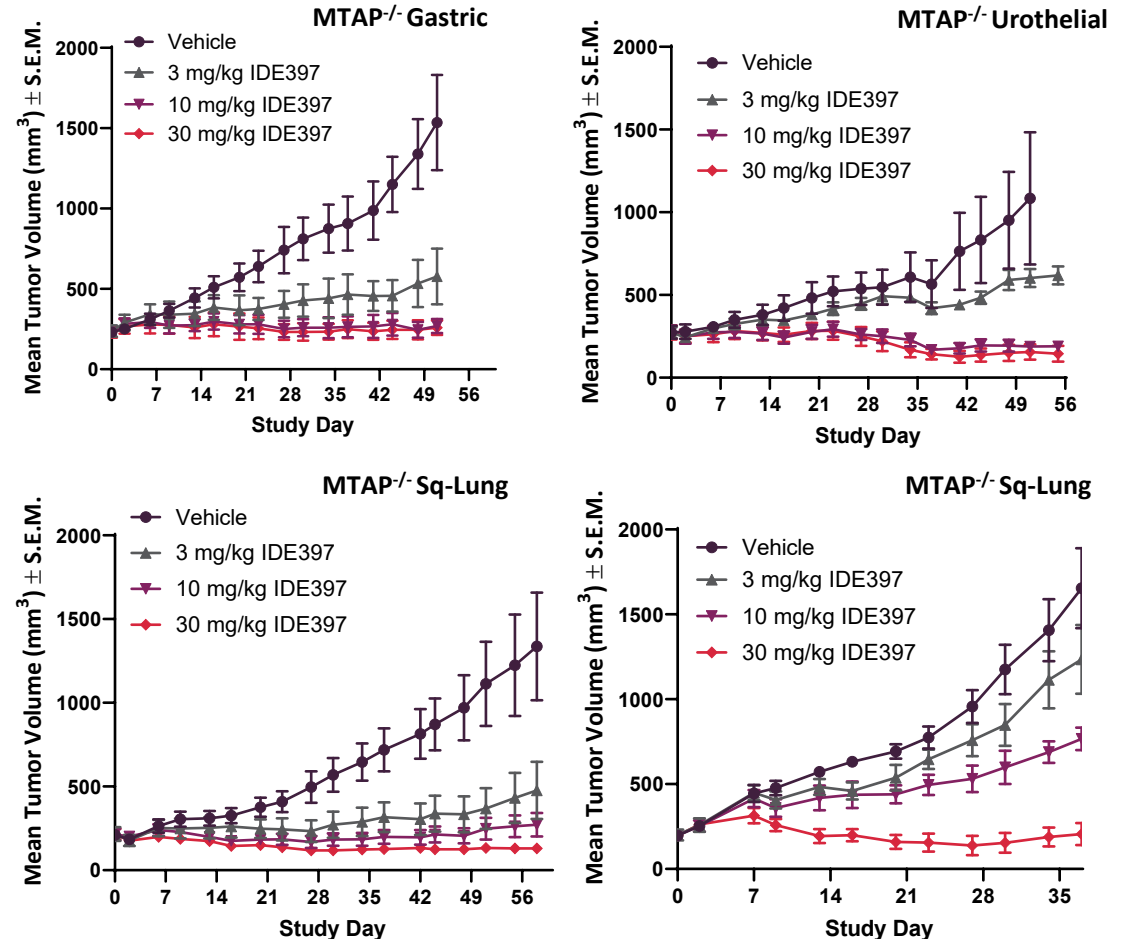 MTAP-/- Gastric
Vehicle
3 mg/kg IDE397
10 mg/kg IDE397
30 mg/kg IDE397
Mean Tumor Volume (mm3) ± S.E.M.
2000
1500
1000
500
0
0 7 14 21 28 35 42 49 56
Study Day
MTAP-/- Urothelial
Vehicle
3 mg/kg IDE397
10 mg/kg IDE397
30 mg/kg IDE397
Mean Tumor Volume (mm3) ± S.E.M.
2000
1500
1000
500
0
0 7 14 21 28 35 42 49 56
Study Day
MTAP-/- Sq-Lung
Vehicle
3 mg/kg IDE397
10 mg/kg IDE397
30 mg/kg IDE397
Mean Tumor Volume (mm3) ± S.E.M.
2000
1500
1000
500
0
0 7 14 21 28 35 42 49 56
Study Day
MTAP-/- Sq-Lung
Vehicle
3 mg/kg IDE397
10 mg/kg IDE397
30 mg/kg IDE397
Mean Tumor Volume (mm3) ± S.E.M.
2000
1500
1000
500
0
0 7 14 21 28 35
Study Day